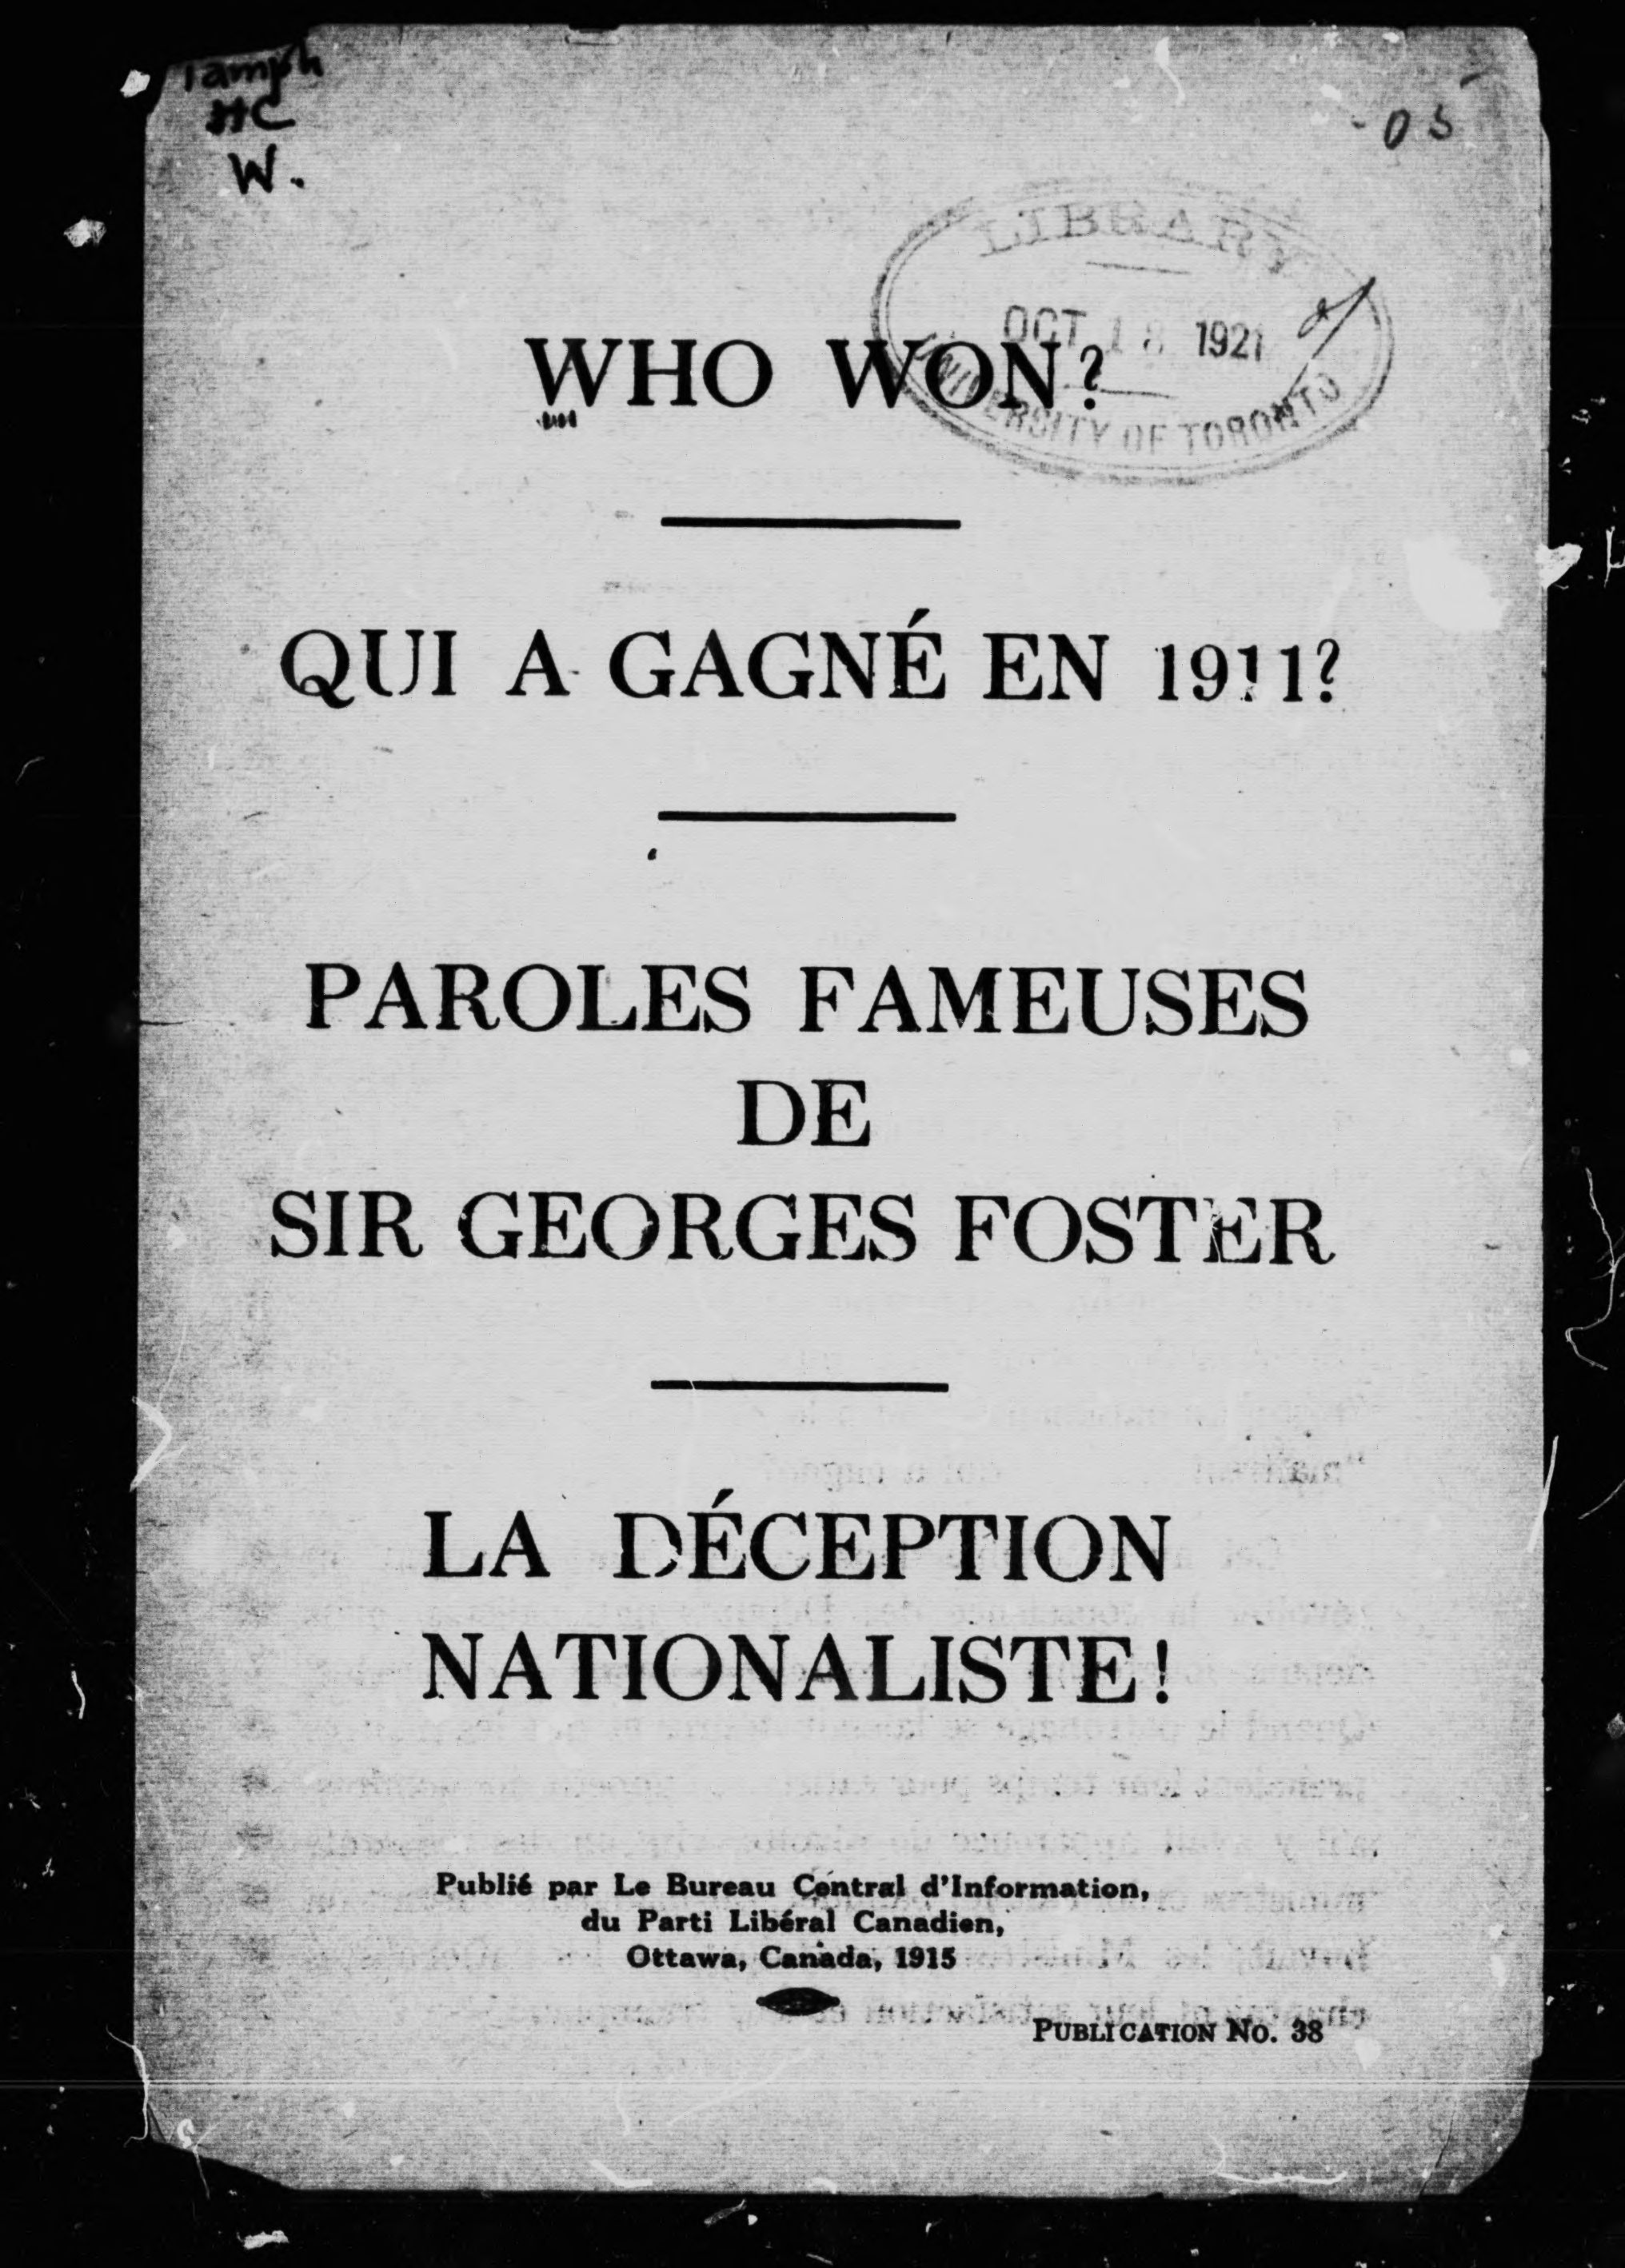 Pamph
HC
W.
LIBRARY
OCT 18 1921
UNIVERSITY OF TORONTO
WHO WON?
QUI A GAGNÉ EN 1911?
PAROLES FAMEUSES
DE
SIR GEORGES FOSTER
LA DÉCEPTION
NATIONALISTE!
Publié par Le Bureau Central d'Information,
du Parti Libéral Canadien,
Ottawa, Canada, 1915
PUBLICATION NO. 38